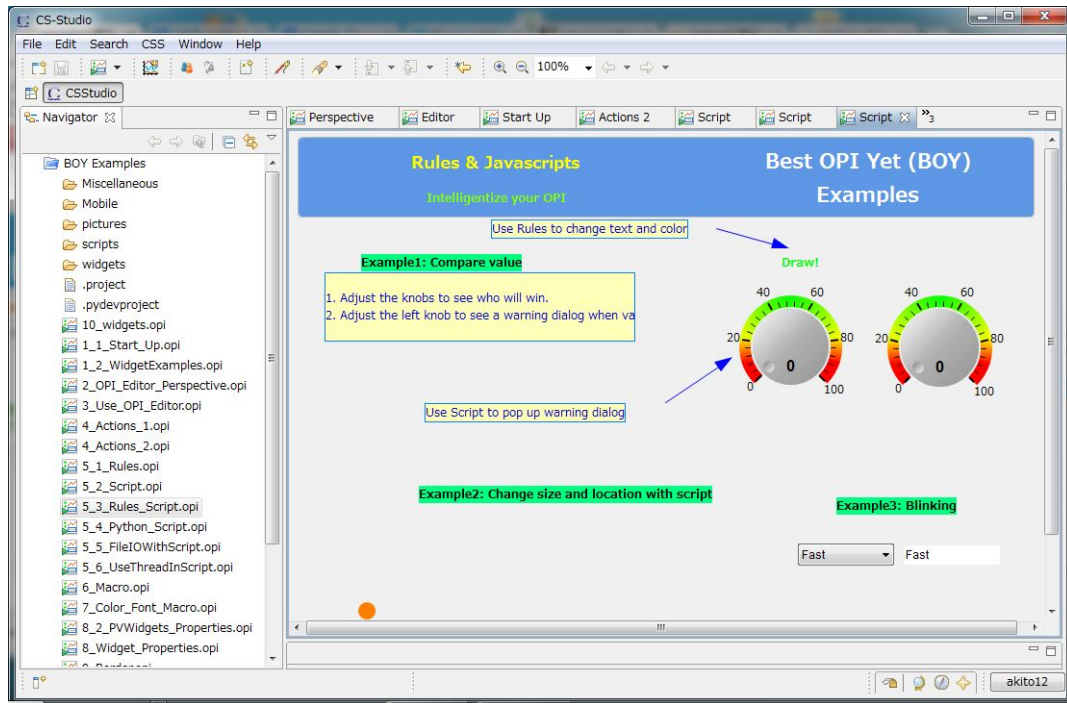 CS-Studio
File Edit Search CSS Window Help
100%
CSStudio
Navigator
Perspective Editor Start Up Actions 2 Script Script Script »3
BOY Examples
Miscellaneous
Mobile
pictures
scripts
widgets
.project
.pydevproject
10_widgets.opi
1_1_Start_Up.opi
1_2_WidgetExamples.opi
2_OPI_Editor_Perspective.opi
3_Use_OPI_Editor.opi
4_Actions_1.opi
4_Actions_2.opi
5_1_Rules.opi
5_2_Script.opi
5_3_Rules_Script.opi
5_4_Python_Script.opi
5_5_FileIOWithScript.opi
5_6_UseThreadInScript.opi
6_Macro.opi
7_Color_Font_Macro.opi
8_2_PVWidgets_Properties.opi
8_Widget_Properties.opi
Rules & Javascripts
Intelligentize your OPI
Best OPI Yet (BOY)
Examples
Use Rules to change text and color
Example1: Compare value
Draw!
1. Adjust the knobs to see who will win.
2. Adjust the left knob to see a warning dialog when va
40 60
20 80
0
0 100
40 60
20 80
0
0 100
Use Script to pop up warning dialog
Example2: Change size and location with script
Example3: Blinking
Fast Fast
akito12